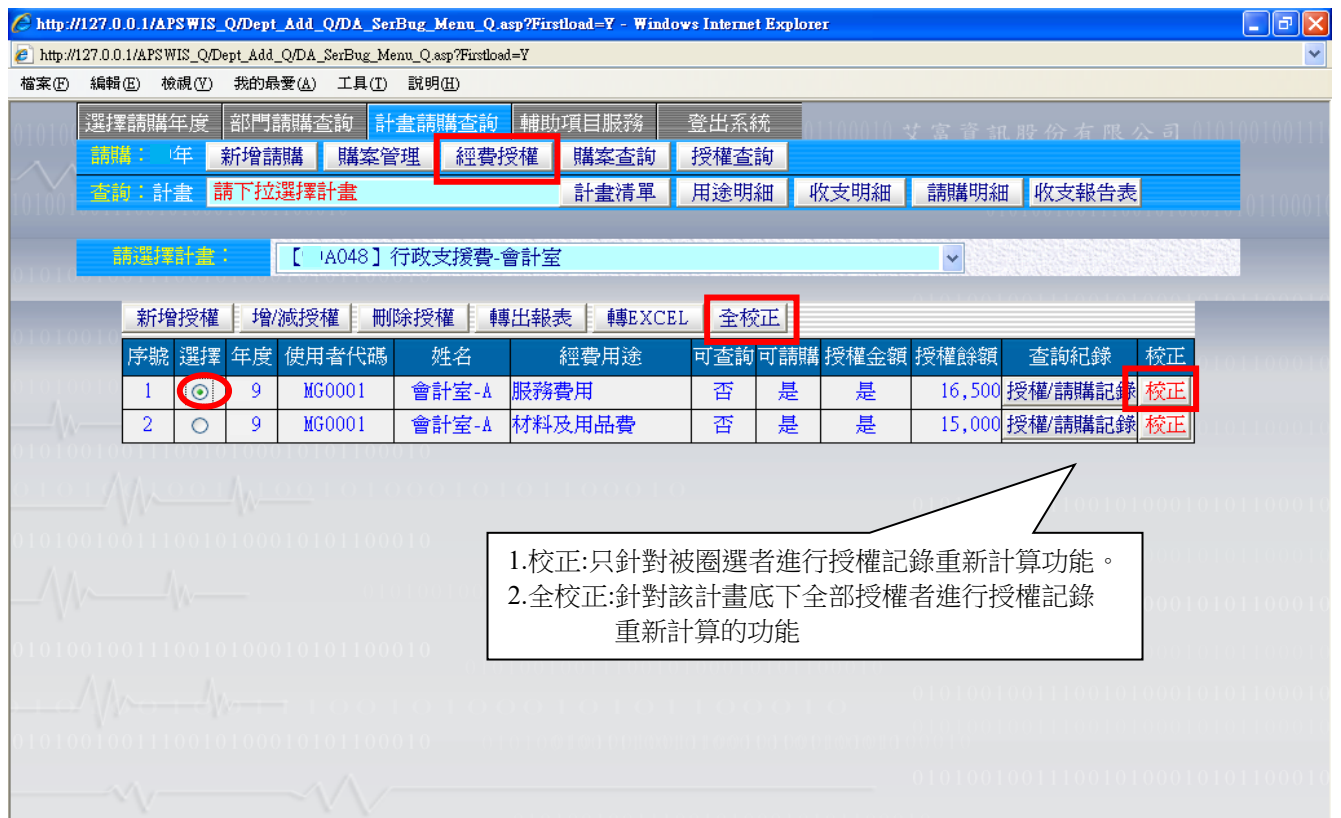 http://127.0.0.1/APSWIS_Q/Dept_Add_Q/DA_SerBug_Menu_Q.asp?Firstload=Y - Windows Internet Explorer
http://127.0.0.1/APSWIS_Q/Dept_Add_Q/DA_SerBug_Menu_Q.asp?Firstload=Y
檔案(F) 編輯(E) 檢視(V) 我的最愛(A) 工具(T) 說明(H)
選擇請購年度 部門請購查詢 計畫請購查詢 輔助項目服務 登出系統
艾富資訊股份有限公司
請購： 年 新增請購 購案管理 經費授權 購案查詢 授權查詢
查詢：計畫 請下拉選擇計畫 計畫清單 用途明細 收支明細 請購明細 收支報告表
請選擇計畫： 【 A048】行政支援費-會計室
新增授權 增/減授權 刪除授權 轉出報表 轉EXCEL 全校正
序號 選擇 年度 使用者代碼 姓名 經費用途 可查詢 可請購 授權金額 授權餘額 查詢紀錄 校正
1 9 MG0001 會計室-A 服務費用 否 是 是 16,500 授權/請購記錄 校正
2 9 MG0001 會計室-A 材料及用品費 否 是 是 15,000 授權/請購記錄 校正
1.校正:只針對被圈選者進行授權記錄重新計算功能。
2.全校正:針對該計畫底下全部授權者進行授權記錄
重新計算的功能